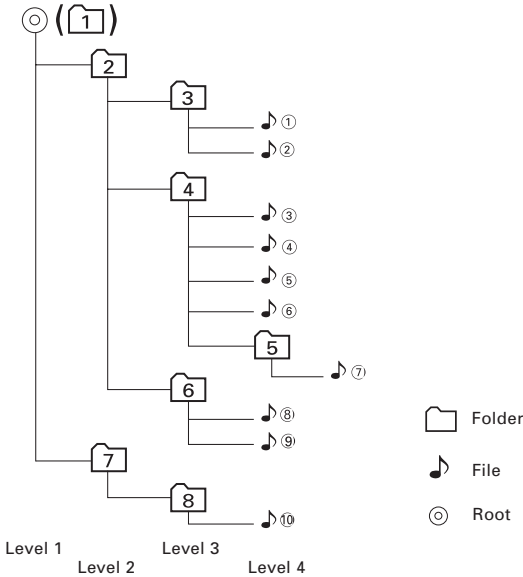 (1)
2
3
①
②
4
③
④
⑤
⑥
5
⑦
6
⑧
⑨
7
8
⑩
Folder
File
Root
Level 1
Level 2
Level 3
Level 4